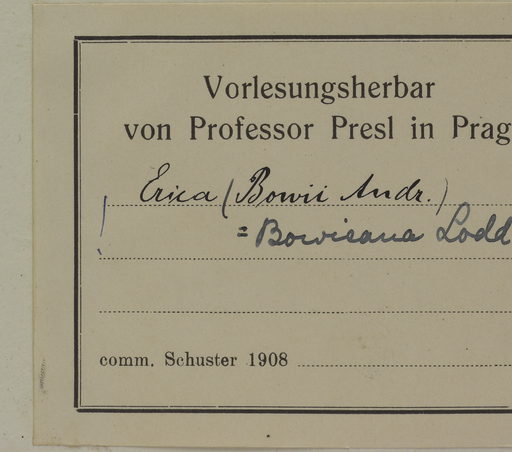 Vorlesungsherbar
von Professor Presl in Prag
Erica (Bowii Andr.)
= Bowieana Lodd
comm. Schuster 1908